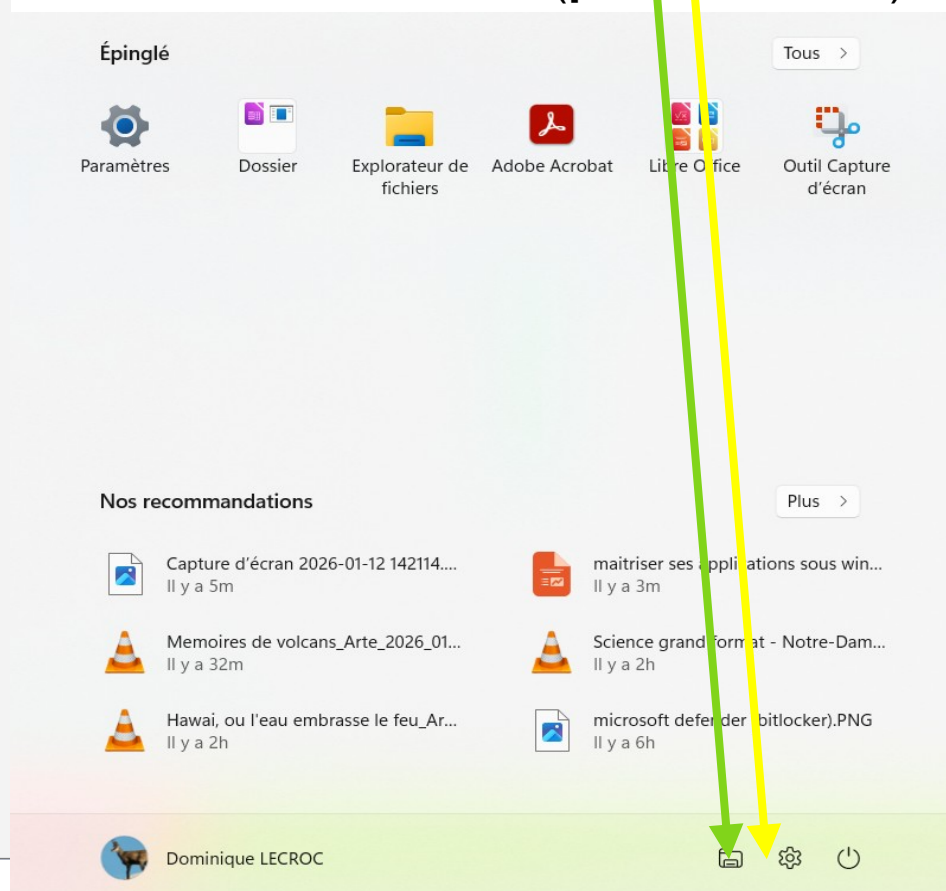 Épinglé
Tous
Paramètres
Dossier
Explorateur de fichiers
Adobe Acrobat
Libre Office
Outil Capture d'écran
Nos recommandations
Plus
Capture d'écran 2026-01-12 142114....
Il y a 5m
maitriser ses applications sous win...
Il y a 3m
Memoires de volcans_Arte_2026_01...
Il y a 32m
Science grand format - Notre-Dam...
Il y a 2h
Hawai, ou l'eau embrasse le feu_Ar...
Il y a 2h
microsoft defender (bitlocker).PNG
Il y a 6h
Dominique LECROC